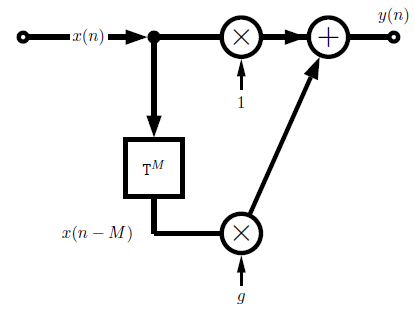 y(n)
x(n)
×
+
1
T^M
x(n − M)
×
g